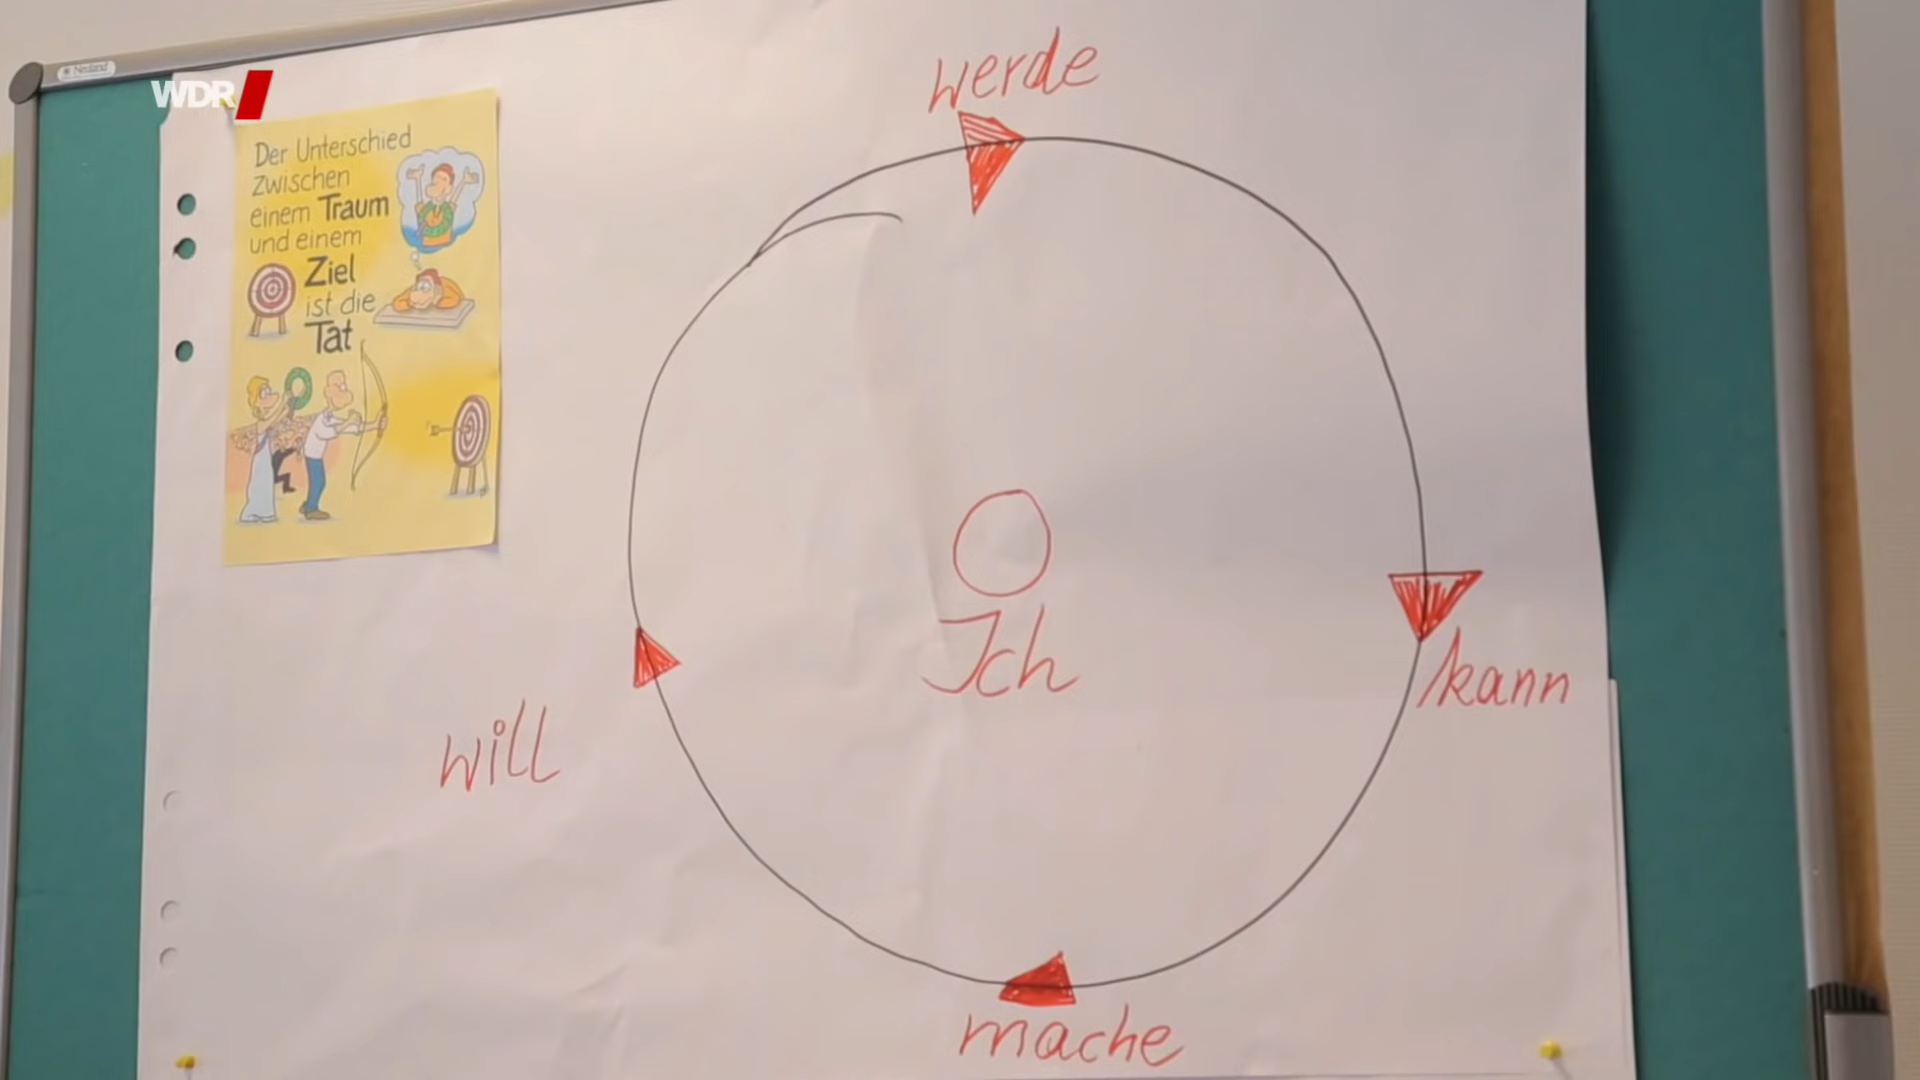 WDR
Der Unterschied
zwischen
einem Traum
und einem
Ziel
ist die
Tat
werde
kann
Ich
will
mache